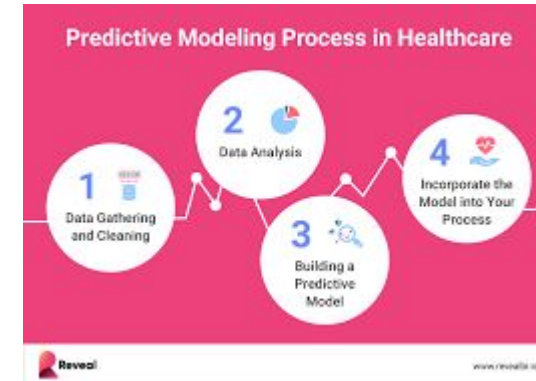 Predictive Modeling Process in Healthcare
1
Data Gathering
and Cleaning
2
Data Analysis
3
Building a
Predictive
Model
4
Incorporate the
Model into Your
Process
Reveal